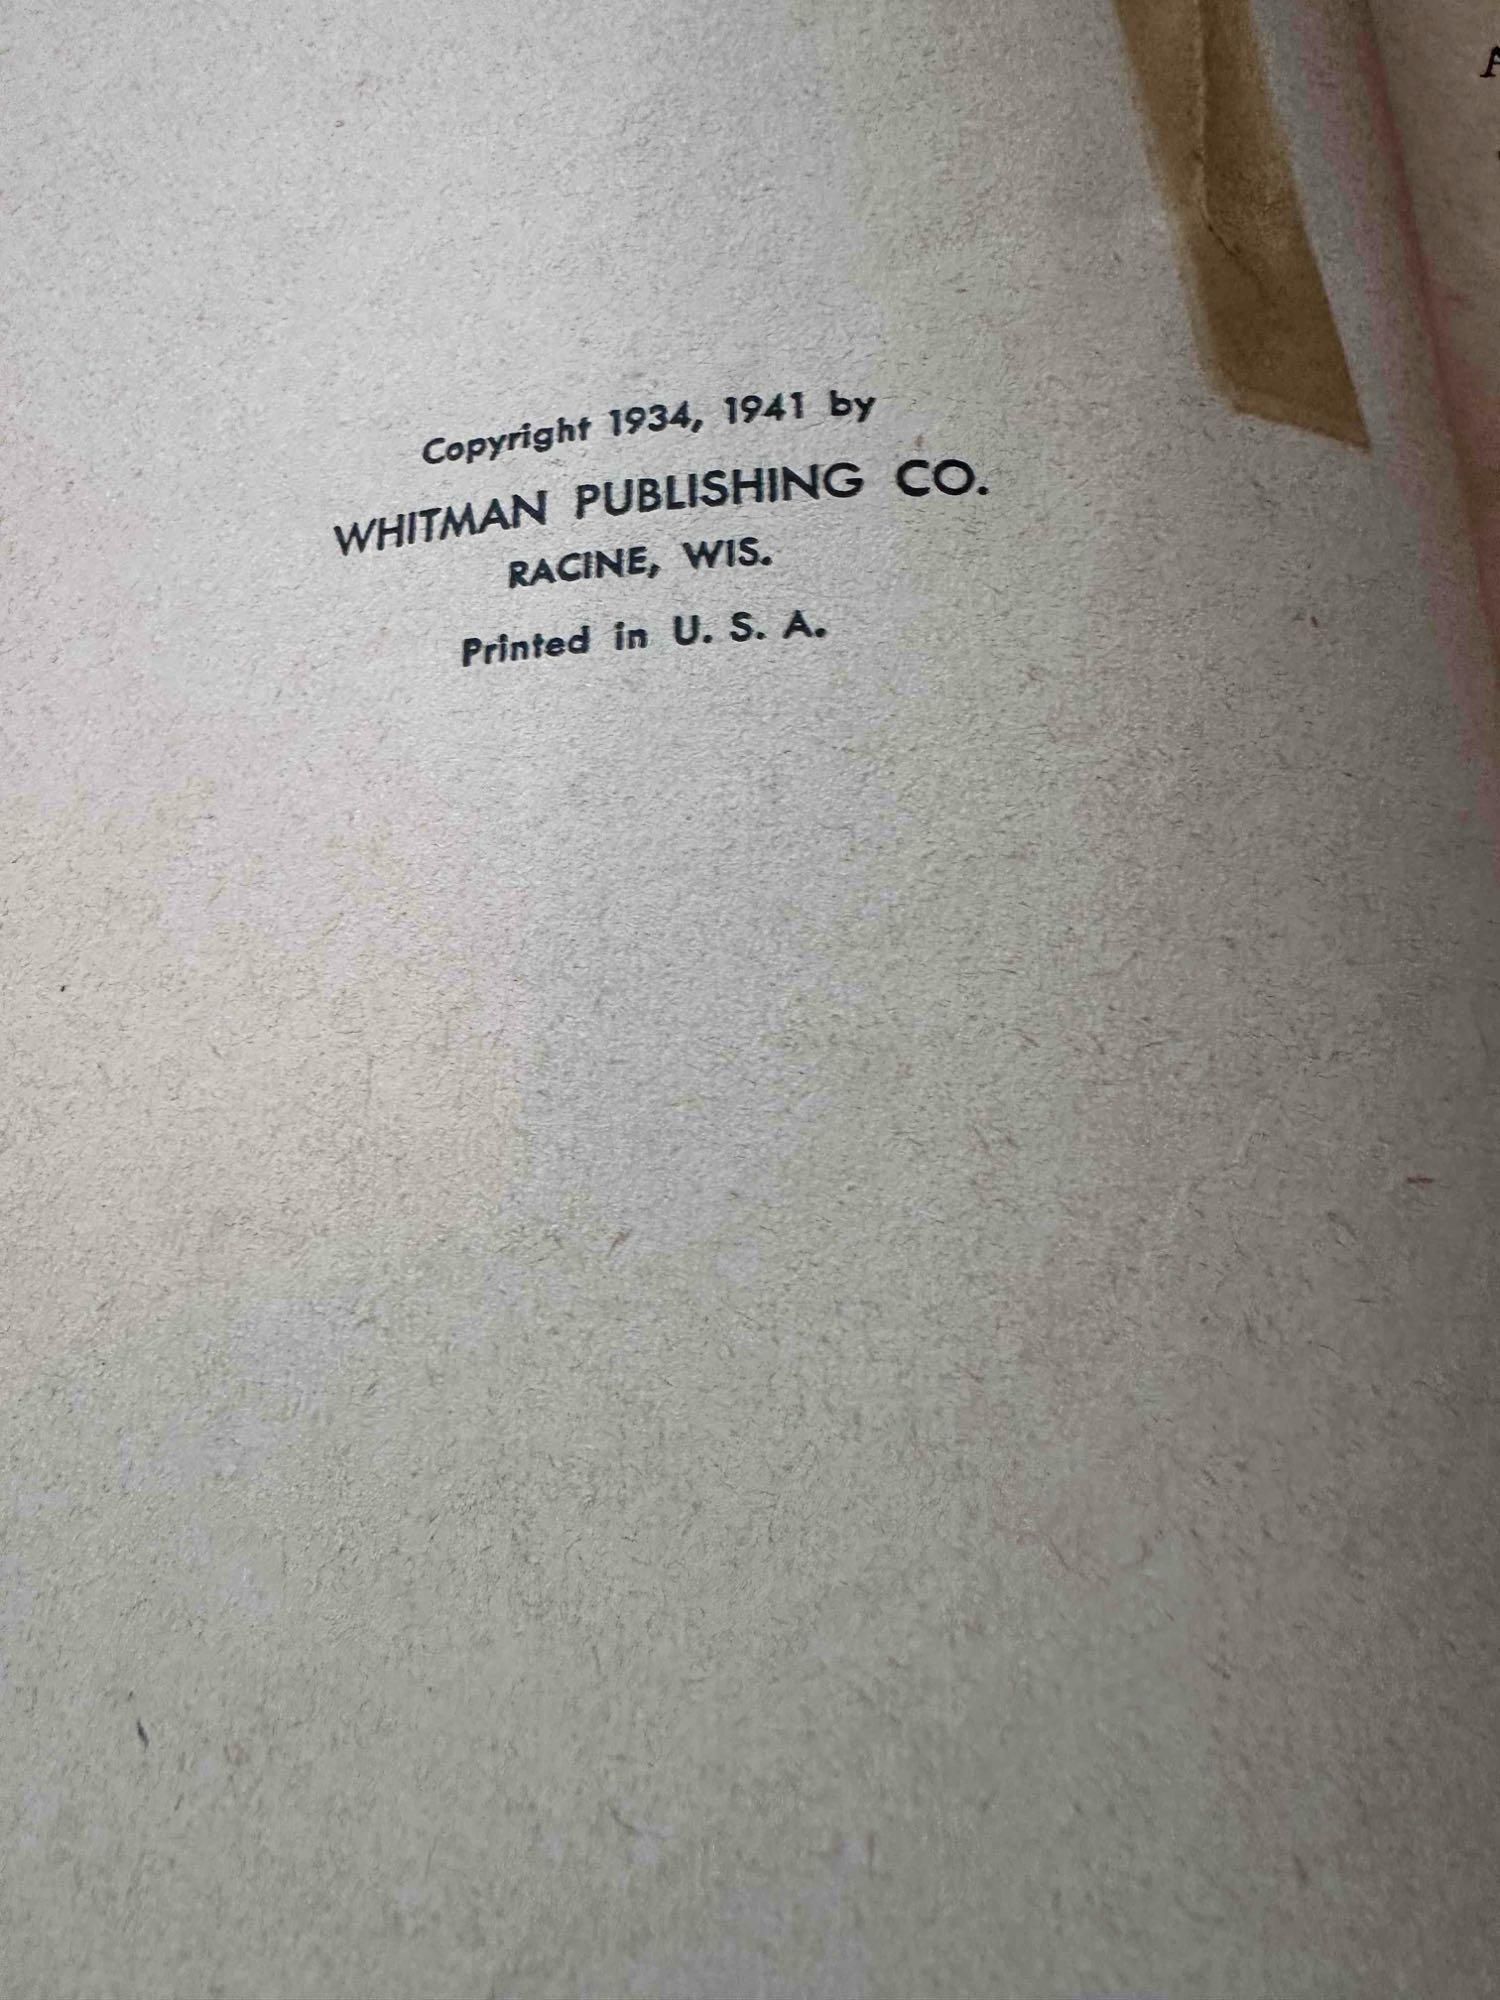 Copyright 1934, 1941 by
WHITMAN PUBLISHING CO.
RACINE, WIS.
Printed in U. S. A.